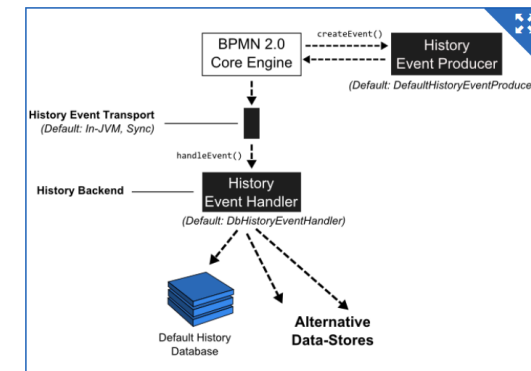 createEvent()
BPMN 2.0
Core Engine
History
Event Producer
(Default: DefaultHistoryEventProduce
History Event Transport
(Default: In-JVM, Sync)
handleEvent()
History Backend
History
Event Handler
(Default: DbHistoryEventHandler)
Default History
Database
Alternative
Data-Stores